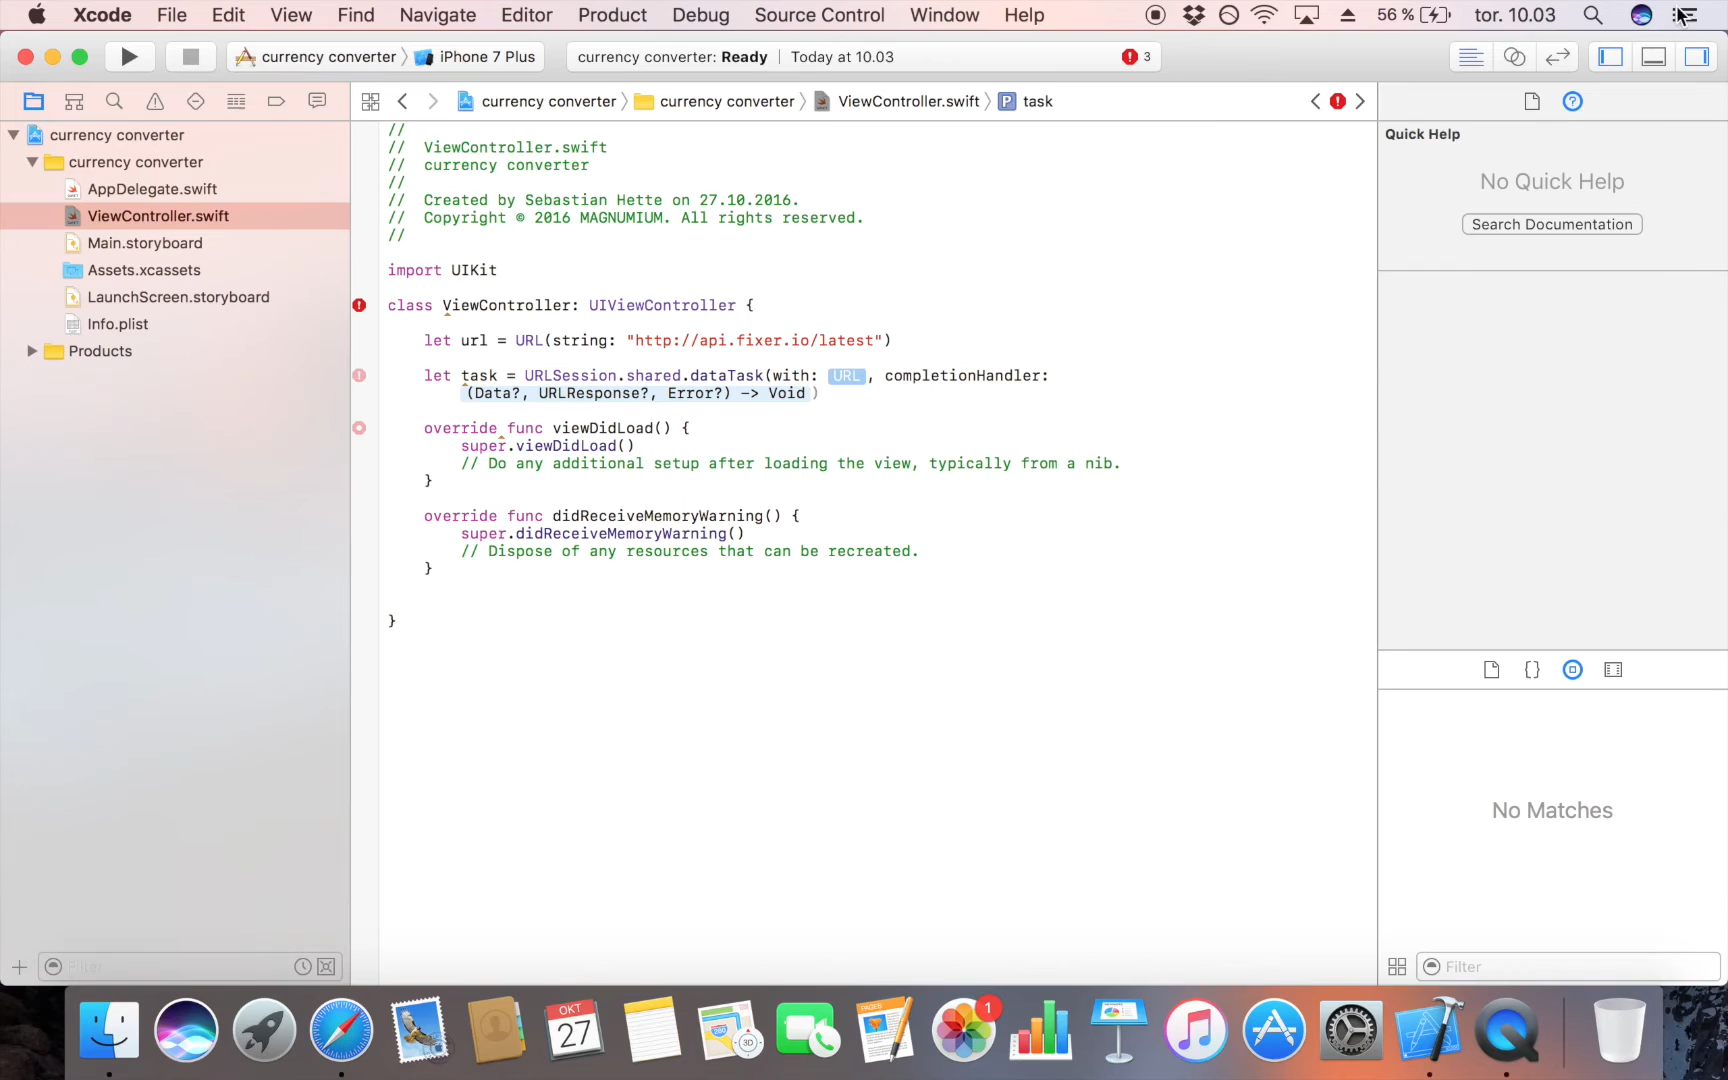 Xcode File Edit View Find Navigate Editor Product Debug Source Control Window Help 56 % tor. 10.03
currency converter iPhone 7 Plus currency converter: Ready Today at 10.03 3
currency converter currency converter ViewController.swift P task
Quick Help
No Quick Help
Search Documentation
currency converter
currency converter
AppDelegate.swift
ViewController.swift
Main.storyboard
Assets.xcassets
LaunchScreen.storyboard
Info.plist
Products
//
// ViewController.swift
// currency converter
//
// Created by Sebastian Hette on 27.10.2016.
// Copyright © 2016 MAGNUMIUM. All rights reserved.
//
import UIKit
class ViewController: UIViewController {
let url = URL(string: "http://api.fixer.io/latest")
let task = URLSession.shared.dataTask(with: URL, completionHandler:
(Data?, URLResponse?, Error?) -> Void)
override func viewDidLoad() {
super.viewDidLoad()
// Do any additional setup after loading the view, typically from a nib.
}
override func didReceiveMemoryWarning() {
super.didReceiveMemoryWarning()
// Dispose of any resources that can be recreated.
}
}
{}
No Matches
Filter
Filter
OKT
27
280
3D
PAGES
1